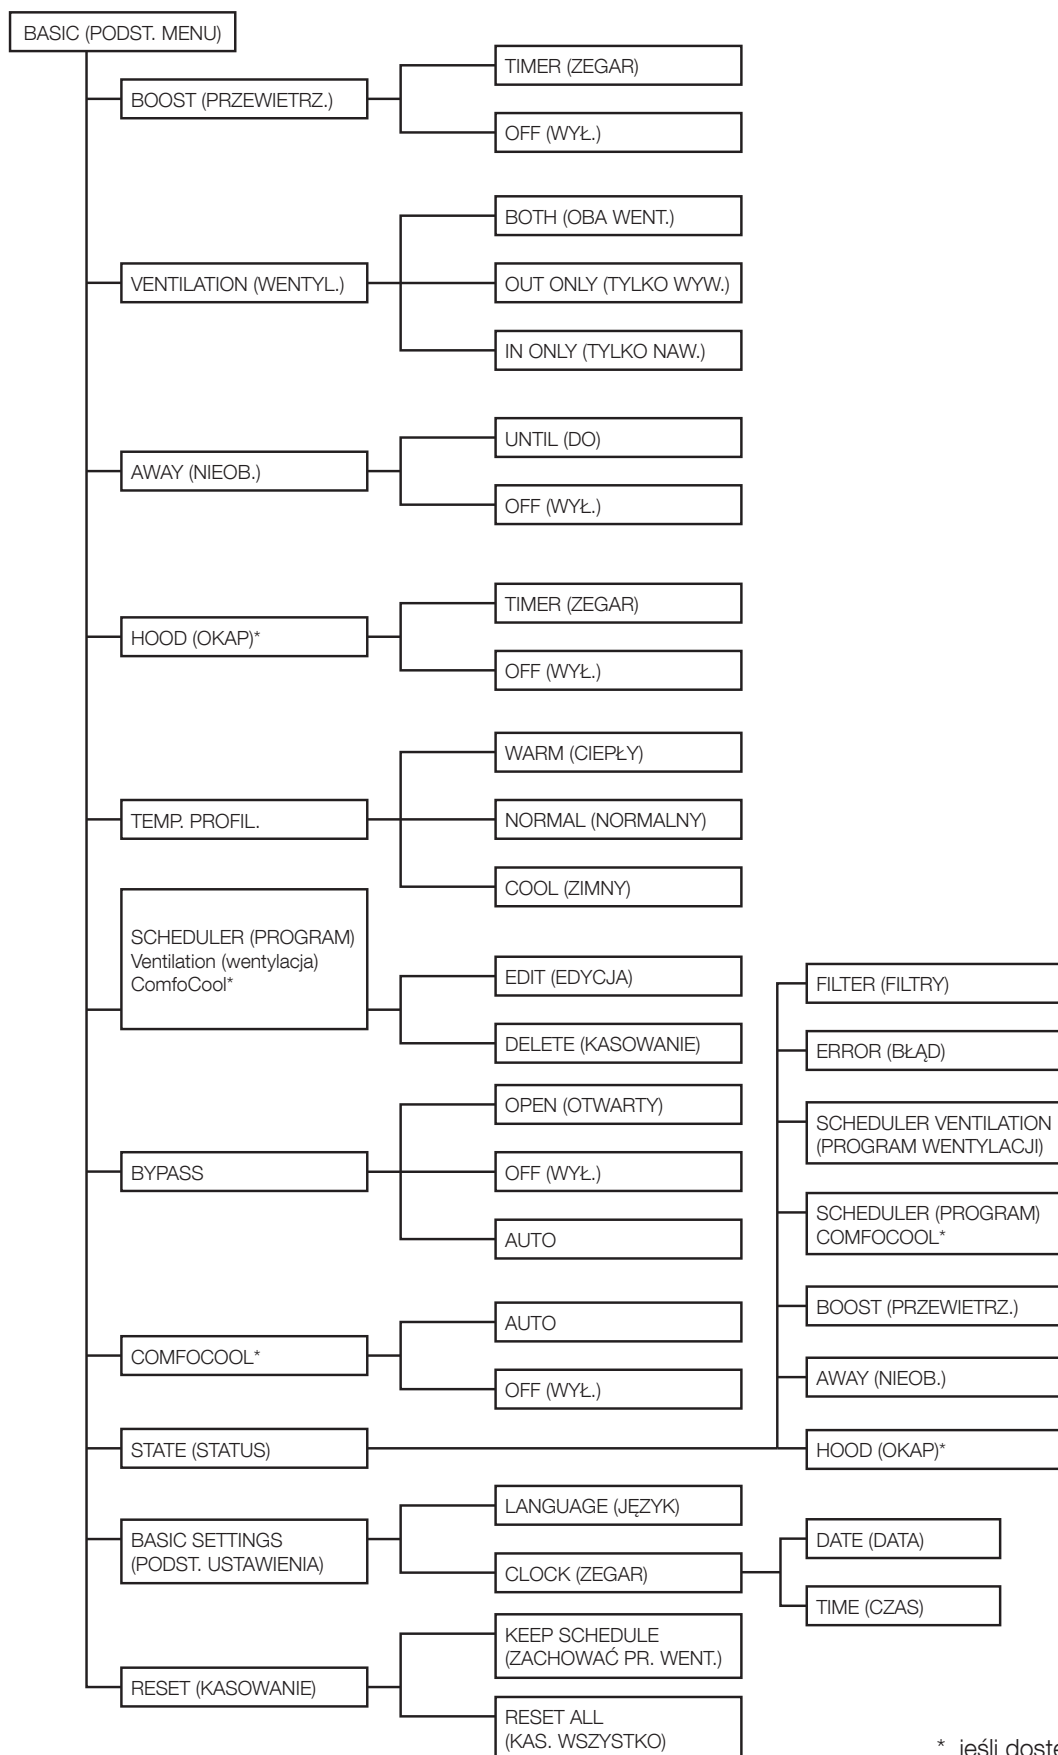 BASIC (PODST. MENU)
BOOST (PRZEWIETRZ.)
TIMER (ZEGAR)
OFF (WYŁ.)
VENTILATION (WENTYL.)
BOTH (OBA WENT.)
OUT ONLY (TYLKO WYW.)
IN ONLY (TYLKO NAW.)
AWAY (NIEOB.)
UNTIL (DO)
OFF (WYŁ.)
HOOD (OKAP)*
TIMER (ZEGAR)
OFF (WYŁ.)
TEMP. PROFIL.
WARM (CIEPŁY)
NORMAL (NORMALNY)
COOL (ZIMNY)
SCHEDULER (PROGRAM)
Ventilation (wentylacja)
ComfoCool*
EDIT (EDYCJA)
DELETE (KASOWANIE)
BYPASS
OPEN (OTWARTY)
OFF (WYŁ.)
AUTO
COMFOCOOL*
AUTO
OFF (WYŁ.)
STATE (STATUS)
FILTER (FILTRY)
ERROR (BŁĄD)
SCHEDULER VENTILATION
(PROGRAM WENTYLACJI)
SCHEDULER (PROGRAM)
COMFOCOOL*
BOOST (PRZEWIETRZ.)
AWAY (NIEOB.)
HOOD (OKAP)*
BASIC SETTINGS
(PODST. USTAWIENIA)
LANGUAGE (JĘZYK)
CLOCK (ZEGAR)
DATE (DATA)
TIME (CZAS)
RESET (KASOWANIE)
KEEP SCHEDULE
(ZACHOWAĆ PR. WENT.)
RESET ALL
(KAS. WSZYSTKO)
* jeśli